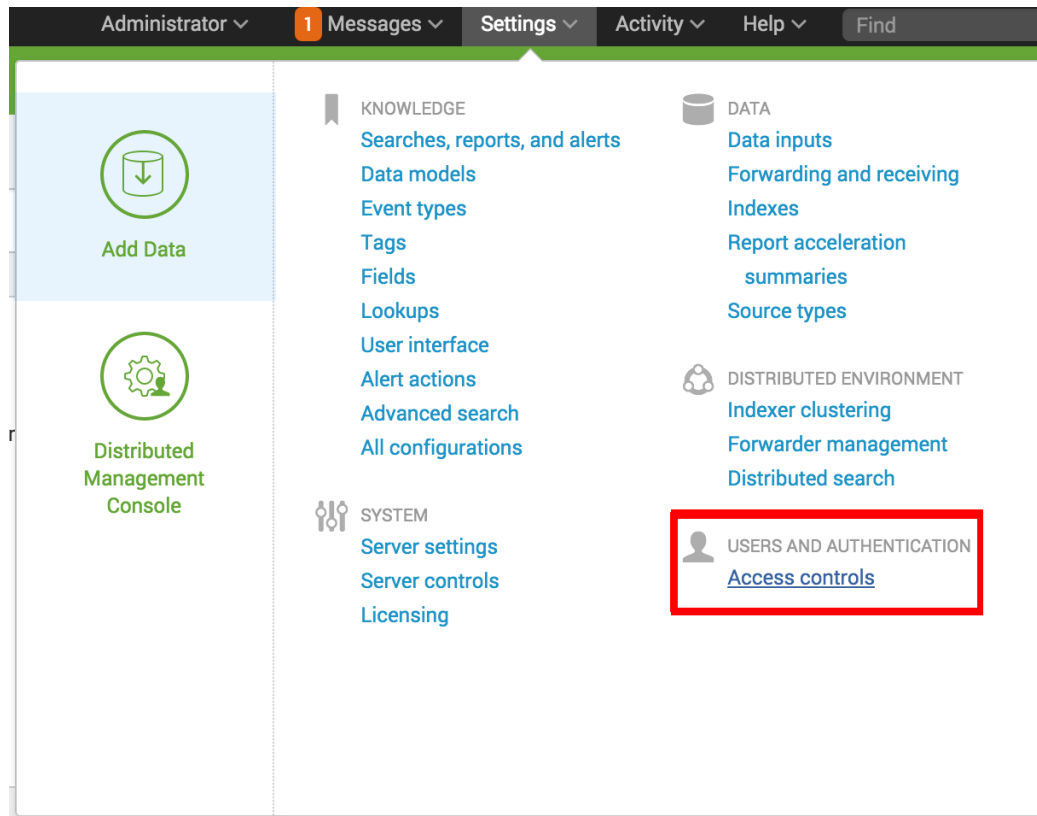 Administrator
1 Messages
Settings
Activity
Help
Find
Add Data
Distributed
Management
Console
KNOWLEDGE
Searches, reports, and alerts
Data models
Event types
Tags
Fields
Lookups
User interface
Alert actions
Advanced search
All configurations
SYSTEM
Server settings
Server controls
Licensing
DATA
Data inputs
Forwarding and receiving
Indexes
Report acceleration
summaries
Source types
DISTRIBUTED ENVIRONMENT
Indexer clustering
Forwarder management
Distributed search
USERS AND AUTHENTICATION
Access controls